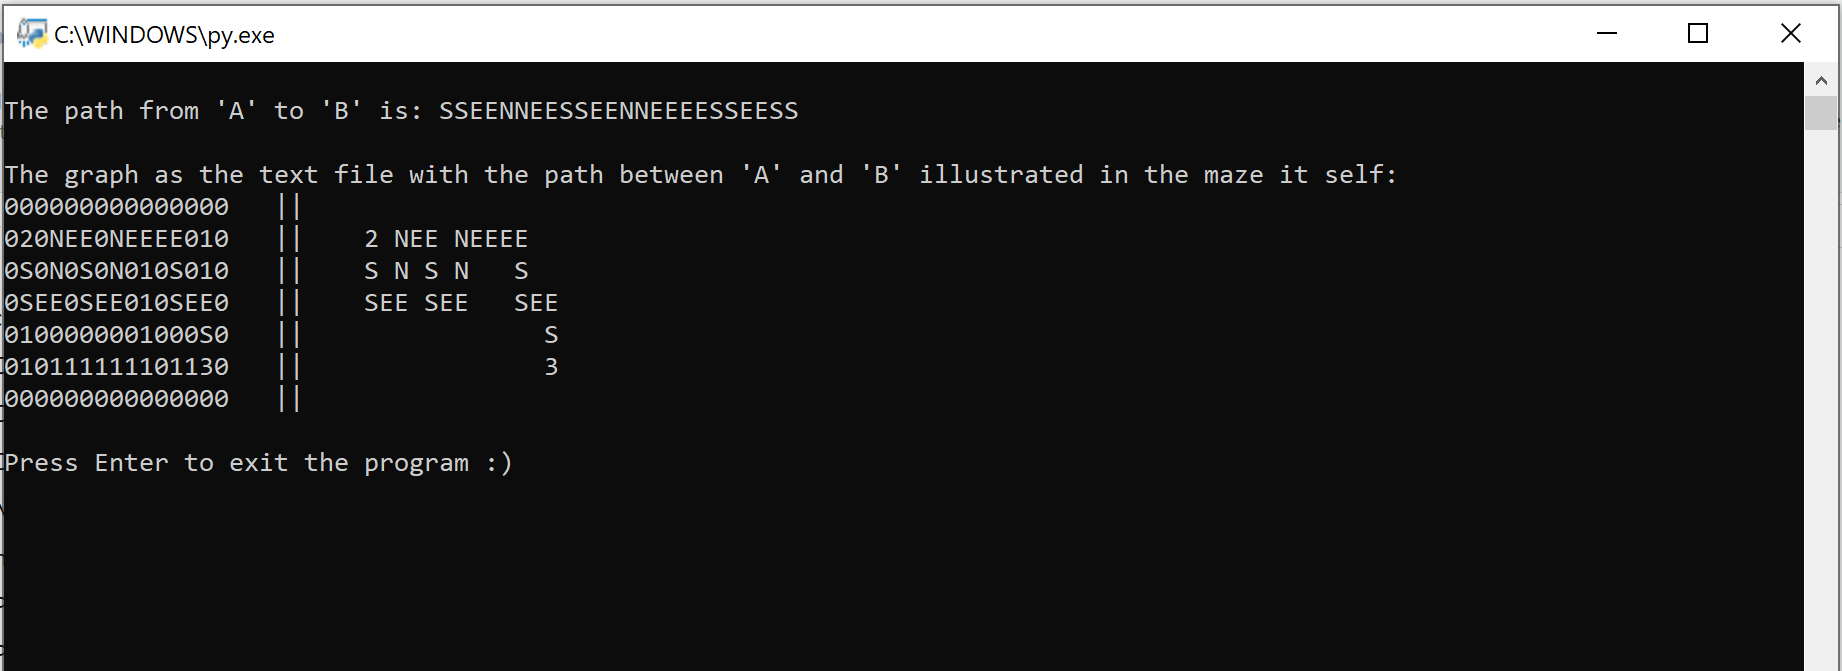 C:\WINDOWS\py.exe
The path from 'A' to 'B' is: SSEENNEESSEENNEEEESSEESS
The graph as the text file with the path between 'A' and 'B' illustrated in the maze it self:
000000000000000   ||
020NEE0NEEEE010   ||    2 NEE NEEEE
0S0N0S0N010S010   ||    S N S N   S
0SEE0SEE010SEE0   ||    SEE SEE   SEE
0100000001000S0   ||                S
010111111101130   ||                3
000000000000000   ||
Press Enter to exit the program :)